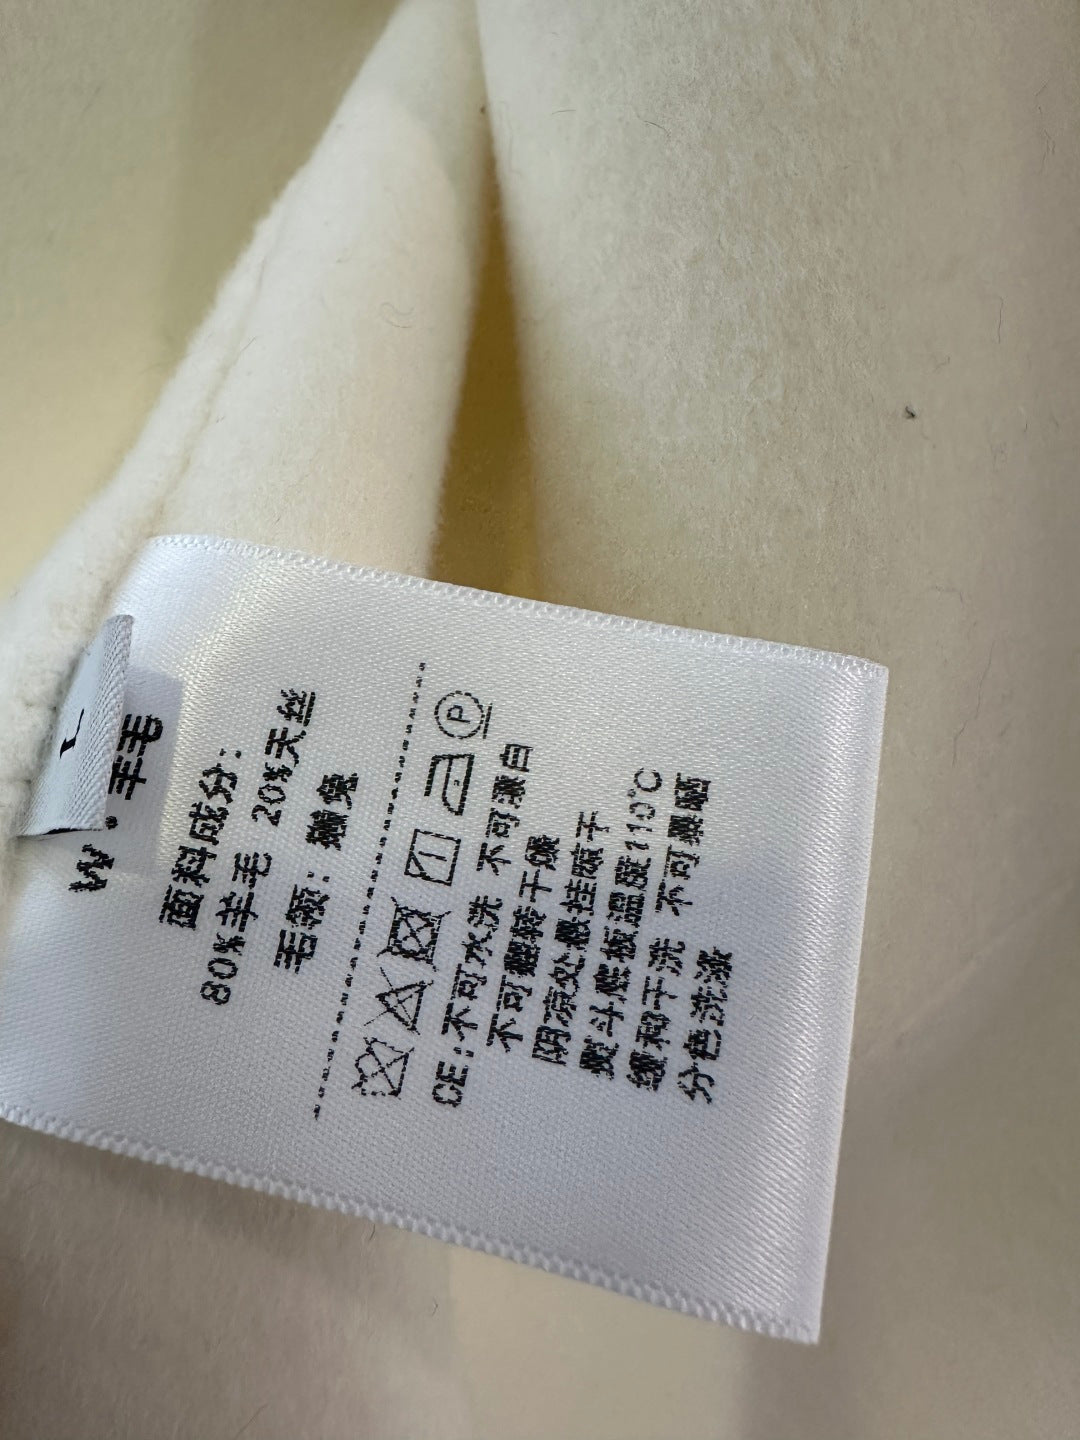 L
W·羊毛
面料成分:
80%羊毛 20%天丝
毛领: 獭兔
P
CE:不可水洗 不可漂白
不可翻转干燥
阴凉处悬挂晾干
熨斗底板温度110℃
缓和干洗 不可暴晒
分色洗涤